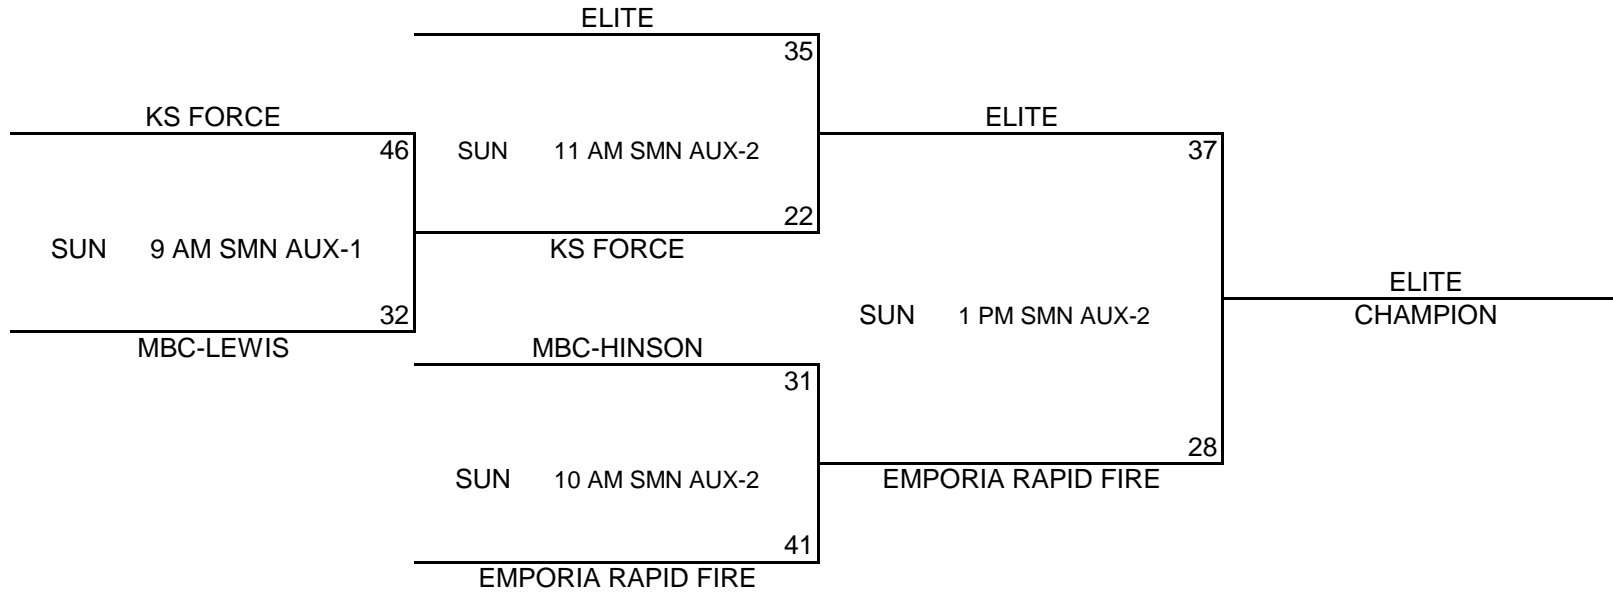 ELITE
35
KS FORCE
ELITE
46
SUN 11 AM SMN AUX-2
37
22
SUN 9 AM SMN AUX-1
KS FORCE
ELITE
32
SUN 1 PM SMN AUX-2
CHAMPION
MBC-LEWIS
MBC-HINSON
31
28
SUN 10 AM SMN AUX-2
EMPORIA RAPID FIRE
41
EMPORIA RAPID FIRE